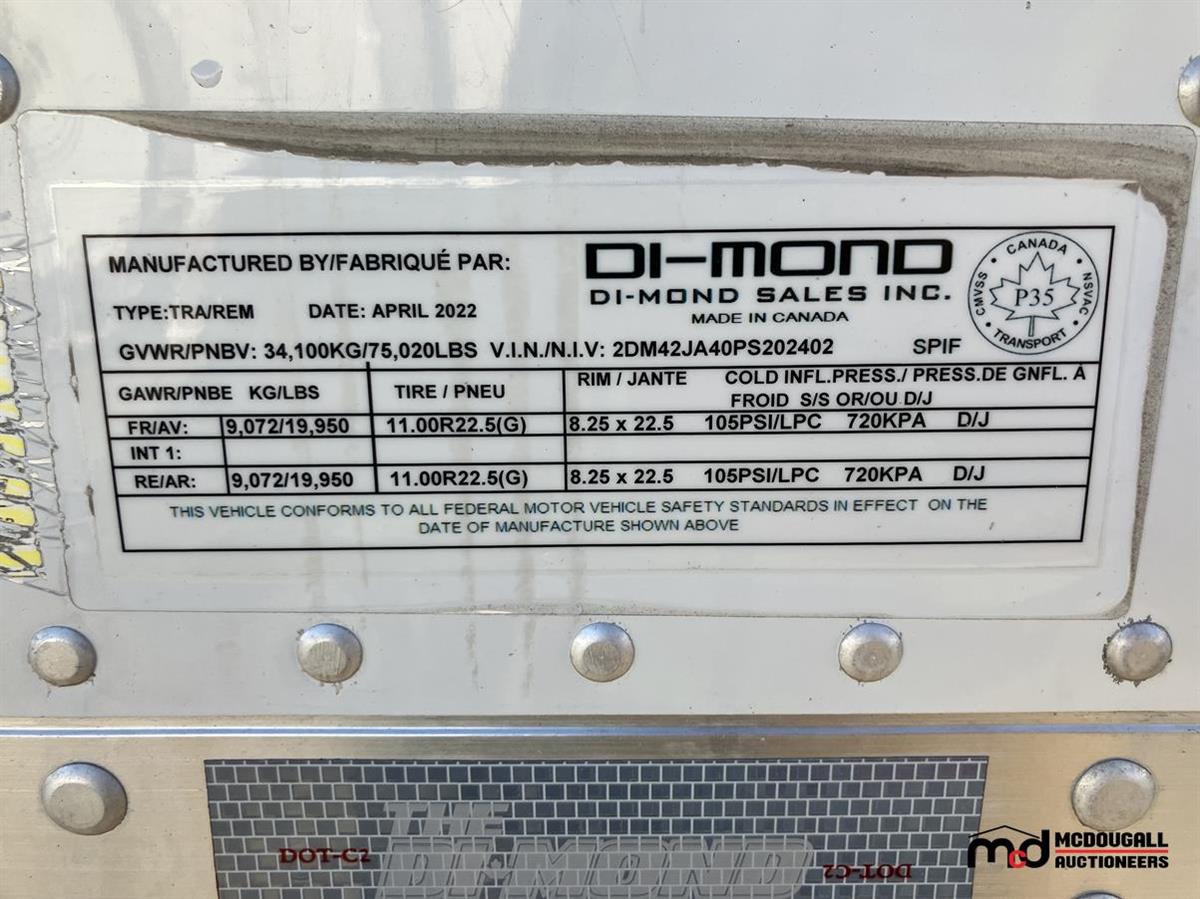 MANUFACTURED BY/FABRIQUÉ PAR: DI-MOND
DI-MOND SALES INC.
MADE IN CANADA
CANADA
CMVSS P35 NSVAC
TRANSPORT
TYPE:TRA/REM DATE: APRIL 2022
GVWR/PNBV: 34,100KG/75,020LBS V.I.N./N.I.V: 2DM42JA40PS202402 SPIF
GAWR/PNBE KG/LBS TIRE / PNEU RIM / JANTE COLD INFL.PRESS./ PRESS.DE GNFL. À
FROID S/S OR/OU D/J
FR/AV: 9,072/19,950 11.00R22.5(G) 8.25 x 22.5 105PSI/LPC 720KPA D/J
INT 1:
RE/AR: 9,072/19,950 11.00R22.5(G) 8.25 x 22.5 105PSI/LPC 720KPA D/J
THIS VEHICLE CONFORMS TO ALL FEDERAL MOTOR VEHICLE SAFETY STANDARDS IN EFFECT ON THE
DATE OF MANUFACTURE SHOWN ABOVE
THE
DOT-C2 DI-MOND DOT-C2
mcd MCDOUGALL
AUCTIONEERS